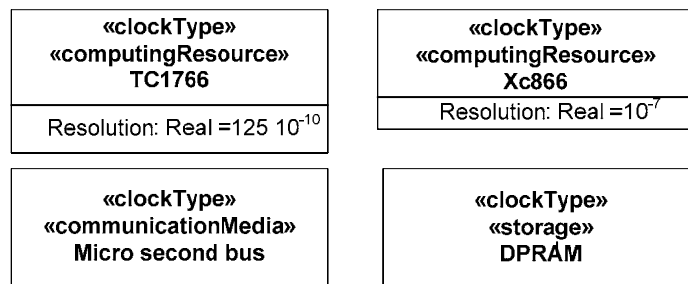 «clockType»
«computingResource»
TC1766
Resolution: Real =125 10⁻¹⁰
«clockType»
«computingResource»
Xc866
Resolution: Real =10⁻⁷
«clockType»
«communicationMedia»
Micro second bus
«clockType»
«storage»
DPRAM